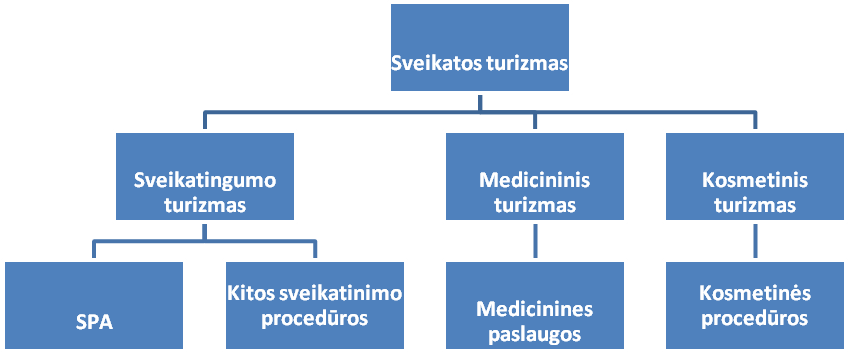 Sveikatos turizmas
Sveikatingumo
turizmas
Medicininis
turizmas
Kosmetinis
turizmas
SPA
Kitos sveikatinimo
procedūros
Medicinines
paslaugos
Kosmetinės
procedūros